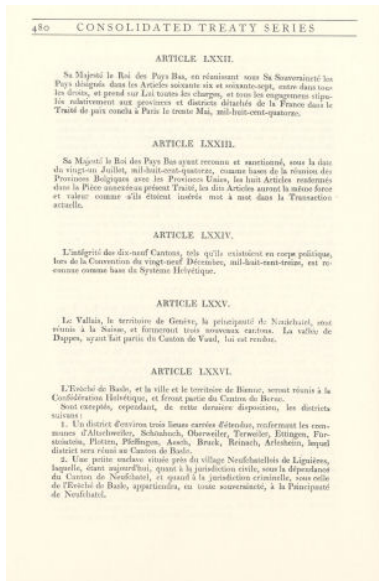 480 CONSOLIDATED TREATY SERIES
ARTICLE LXXII.
Sa Majesté le Roi des Pays Bas, en réunissant sous Sa Souveraineté les
Pays désignés dans les Articles soixante six et soixante-sept, entre dans tous
les droits, et prend sur Lui toutes les charges, et tous les engagemens stipu-
lés relativement aux provinces et districts détachés de la France dans le
Traité de paix conclu à Paris le trente Mai, mil-huit-cent-quatorze.
ARTICLE LXXIII.
Sa Majesté le Roi des Pays Bas ayant reconnu et sanctionné, sous la date
du vingt-un Juillet, mil-huit-cent-quatorze, comme bases de la réunion des
Provinces Belgiques avec les Provinces Unies, les huit Articles renfermés
dans la Pièce annexée au présent Traité, les dits Articles auront la même force
et valeur comme s'ils étoient insérés mot à mot dans la Transaction
actuelle.
ARTICLE LXXIV.
L'intégrité des dix-neuf Cantons, tels qu'ils existoient en corps politique,
lors de la Convention du vingt-neuf Décembre, mil-huit-cent-treize, est re-
connue comme base du Système Helvétique.
ARTICLE LXXV.
Le Vallais, le territoire de Genève, la principauté de Neufchatel, sont
réunis à la Suisse, et formeront trois nouveaux cantons. La vallée de
Dappes, ayant fait partie du Canton de Vaud, lui est rendue.
ARTICLE LXXVI.
L'Evêché de Basle, et la ville et le territoire de Bienne, seront réunis à la
Confédération Helvétique, et feront partie du Canton de Berne.
Sont exceptés, cependant, de cette dernière disposition, les districts
suivans :
1. Un district d'environ trois lieues carrées d'étendue, renfermant les com-
munes d'Altschweiler, Schönbuch, Oberweiler, Terweiler, Ettingen, Für-
stenstein, Plotten, Pfeffingen, Aesch, Bruck, Reinach, Arlesheim, lequel
district sera réuni au Canton de Basle.
2. Une petite enclave située près du village Neufchatellois de Lignières,
laquelle, étant aujourd'hui, quant à la jurisdiction civile, sous la dépendance
du Canton de Neufchatel, et quand à la jurisdiction criminelle, sous celle
de l'Evêché de Basle, appartiendra, en toute souveraineté, à la Principauté
de Neufchatel.